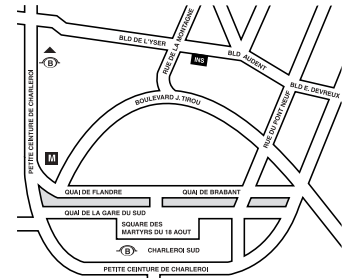 BLD DE L'YSER
RUE DE LA MONTAGNE
INS
BLD AUDENT
BLD E. DEVREUX
B
PETITE CEINTURE DE CHARLEROI
BOULEVARD J. TIROU
RUE DU PONT NEUF
M
QUAI DE FLANDRE
QUAI DE BRABANT
QUAI DE LA GARE DU SUD
SQUARE DES
MARTYRS DU 18 AOUT
B CHARLEROI SUD
PETITE CEINTURE DE CHARLEROI